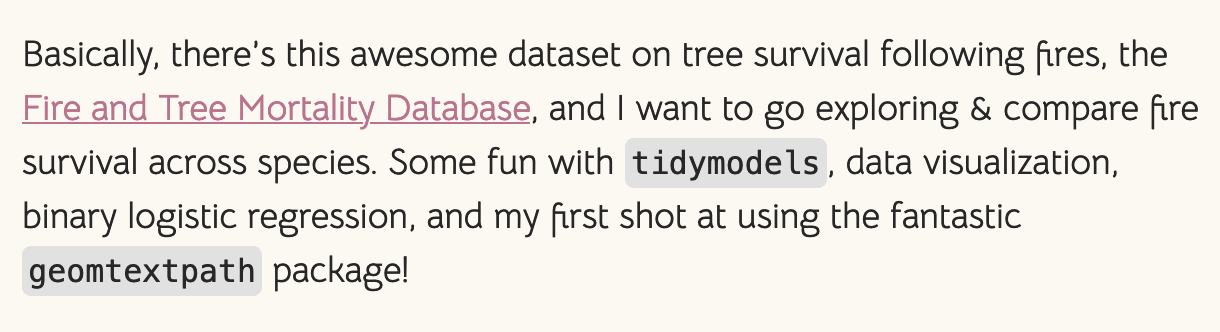 Basically, there's this awesome dataset on tree survival following fires, the
Fire and Tree Mortality Database, and I want to go exploring & compare fire
survival across species. Some fun with tidymodels, data visualization,
binary logistic regression, and my first shot at using the fantastic
geomtextpath package!